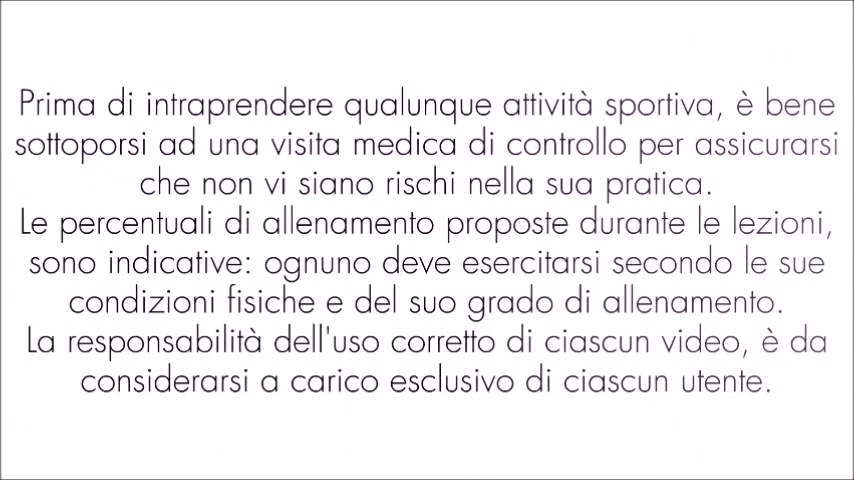 Prima di intraprendere qualunque attività sportiva, è bene
sottoporsi ad una visita medica di controllo per assicurarsi
che non vi siano rischi nella sua pratica.
Le percentuali di allenamento proposte durante le lezioni,
sono indicative: ognuno deve esercitarsi secondo le sue
condizioni fisiche e del suo grado di allenamento.
La responsabilità dell'uso corretto di ciascun video, è da
considerarsi a carico esclusivo di ciascun utente.